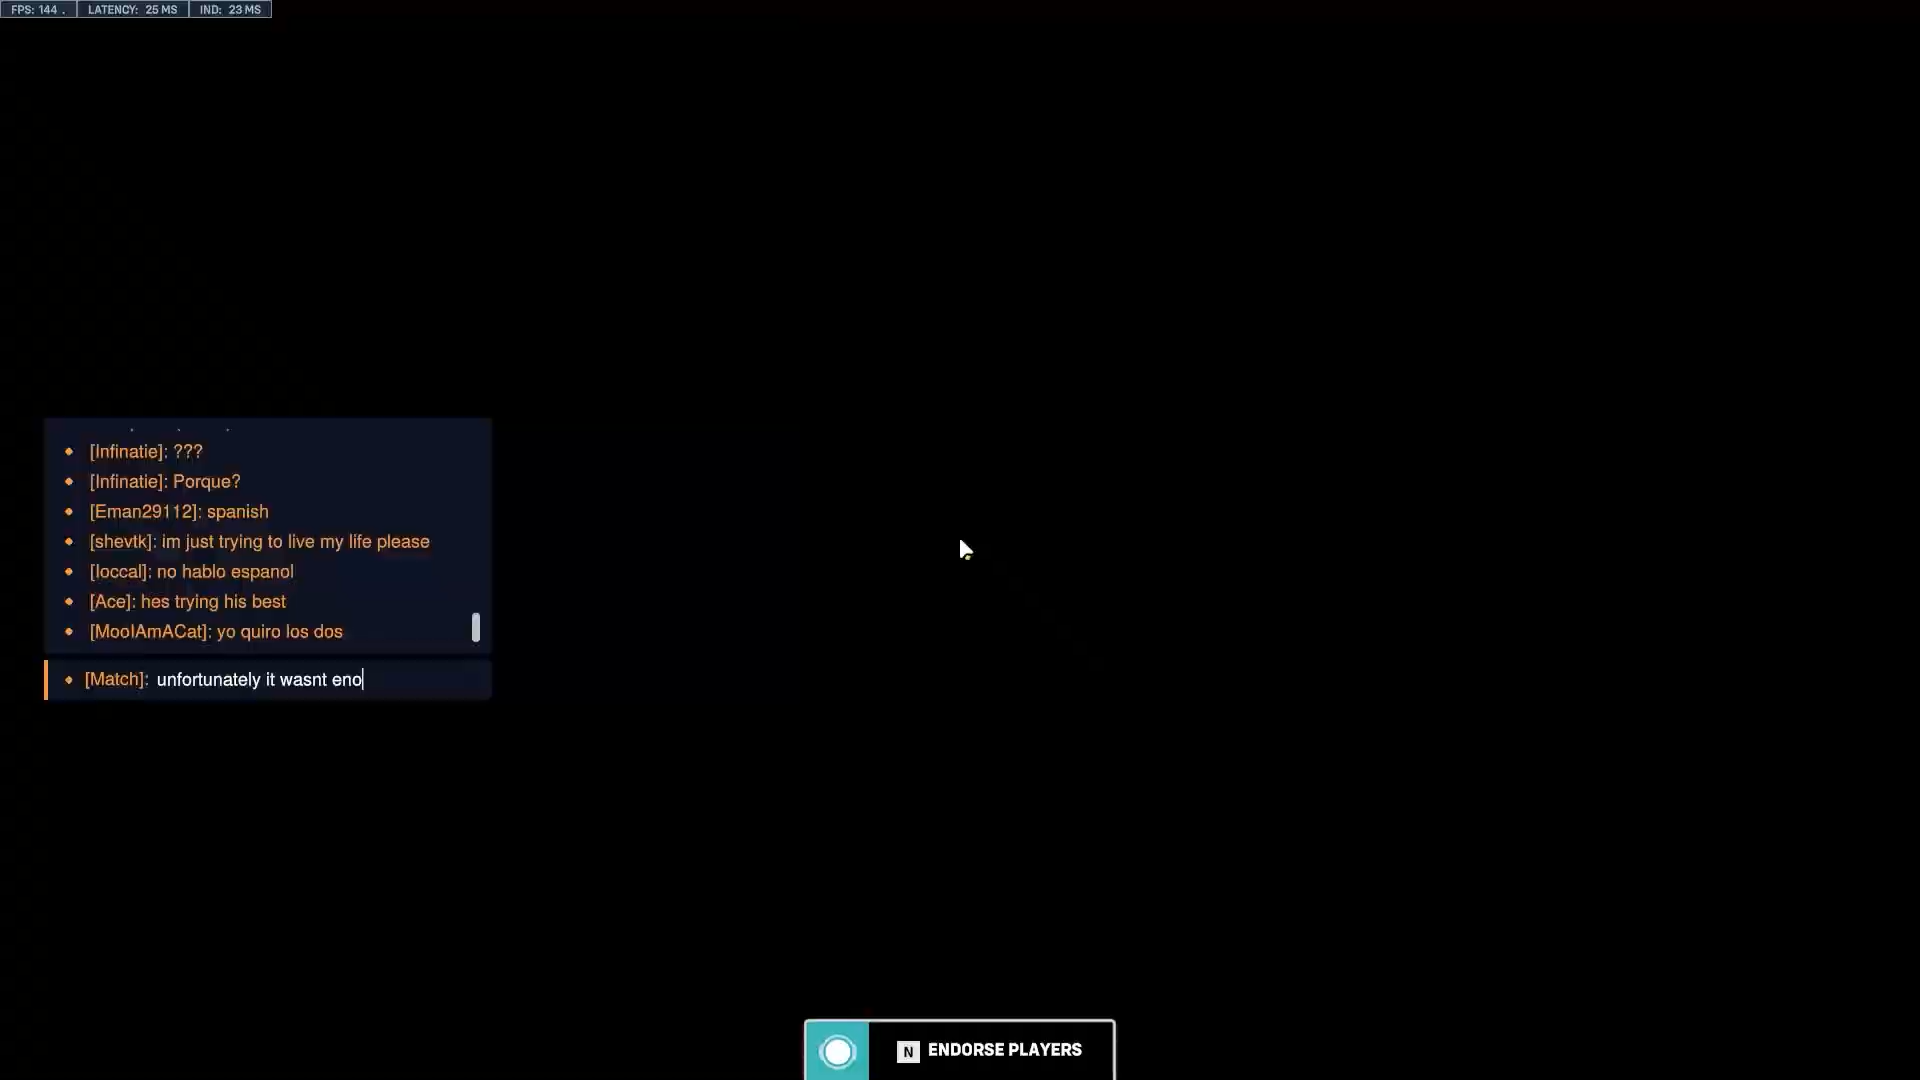 FPS: 144 . LATENCY: 25 MS IND: 23 MS
[Infinatie]: ???
[Infinatie]: Porque?
[Eman29112]: spanish
[shevtk]: im just trying to live my life please
[loccal]: no hablo espanol
[Ace]: hes trying his best
[MooIAmACat]: yo quiro los dos
[Match]: unfortunately it wasnt eno
N ENDORSE PLAYERS